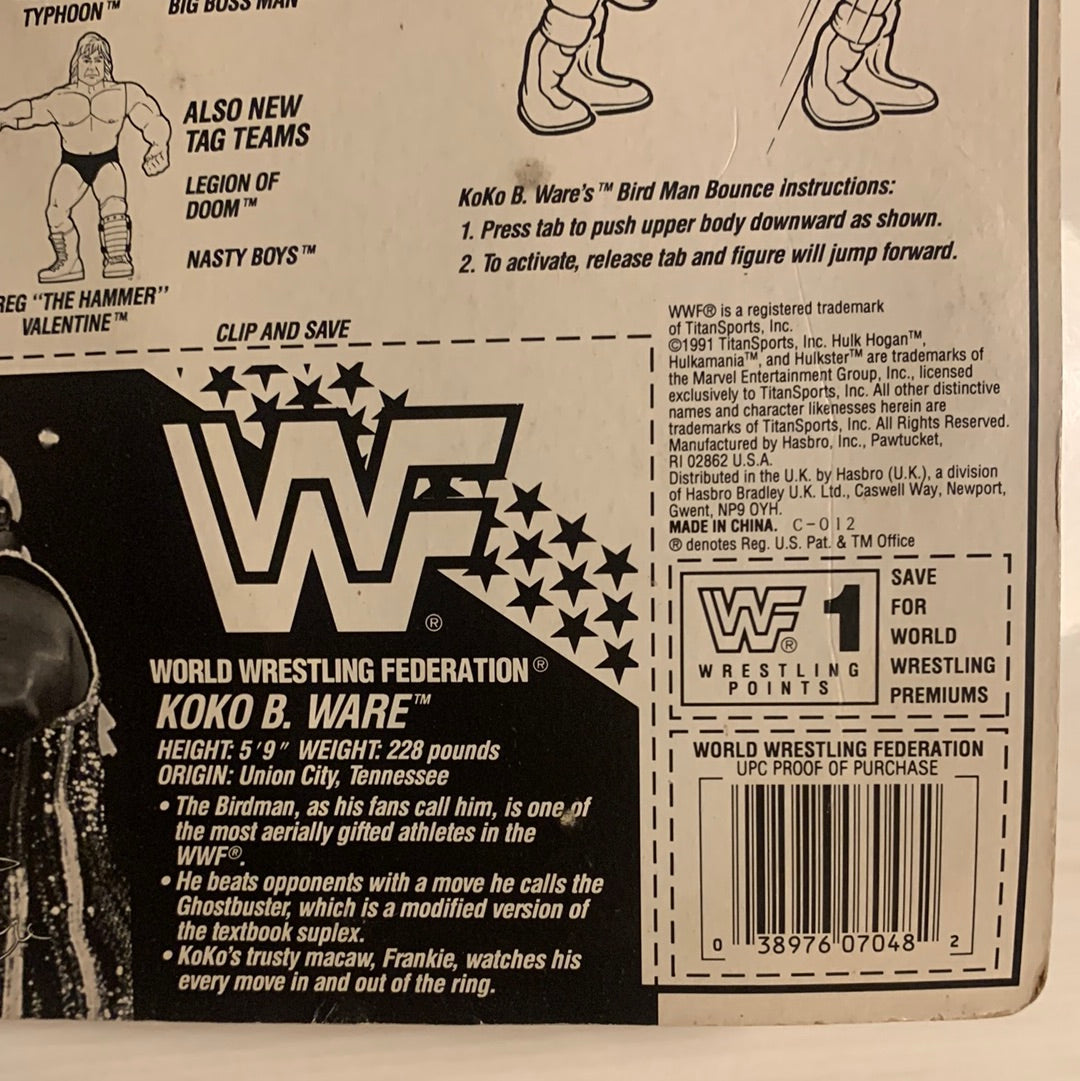 TYPHOON™
BIG BOSS MAN
ALSO NEW
TAG TEAMS
LEGION OF
DOOM™
NASTY BOYS™
REG "THE HAMMER"
VALENTINE™
CLIP AND SAVE
KoKo B. Ware's™ Bird Man Bounce instructions:
1. Press tab to push upper body downward as shown.
2. To activate, release tab and figure will jump forward.
WWF® is a registered trademark
of TitanSports, Inc.
©1991 TitanSports, Inc. Hulk Hogan™,
Hulkamania™, and Hulkster™ are trademarks of
the Marvel Entertainment Group, Inc., licensed
exclusively to TitanSports, Inc. All other distinctive
names and character likenesses herein are
trademarks of TitanSports, Inc. All Rights Reserved.
Manufactured by Hasbro, Inc., Pawtucket,
RI 02862 U.S.A.
Distributed in the U.K. by Hasbro (U.K.), a division
of Hasbro Bradley U.K. Ltd., Caswell Way, Newport,
Gwent, NP9 OYH.
MADE IN CHINA. C-012
® denotes Reg. U.S. Pat. & TM Office
WF® 1
WRESTLING
POINTS
SAVE
FOR
WORLD
WRESTLING
PREMIUMS
WORLD WRESTLING FEDERATION
UPC PROOF OF PURCHASE
0 38976 07048 2
WF®
WORLD WRESTLING FEDERATION®
KOKO B. WARE™
HEIGHT: 5'9" WEIGHT: 228 pounds
ORIGIN: Union City, Tennessee
• The Birdman, as his fans call him, is one of
the most aerially gifted athletes in the
WWF®.
• He beats opponents with a move he calls the
Ghostbuster, which is a modified version of
the textbook suplex.
• KoKo's trusty macaw, Frankie, watches his
every move in and out of the ring.